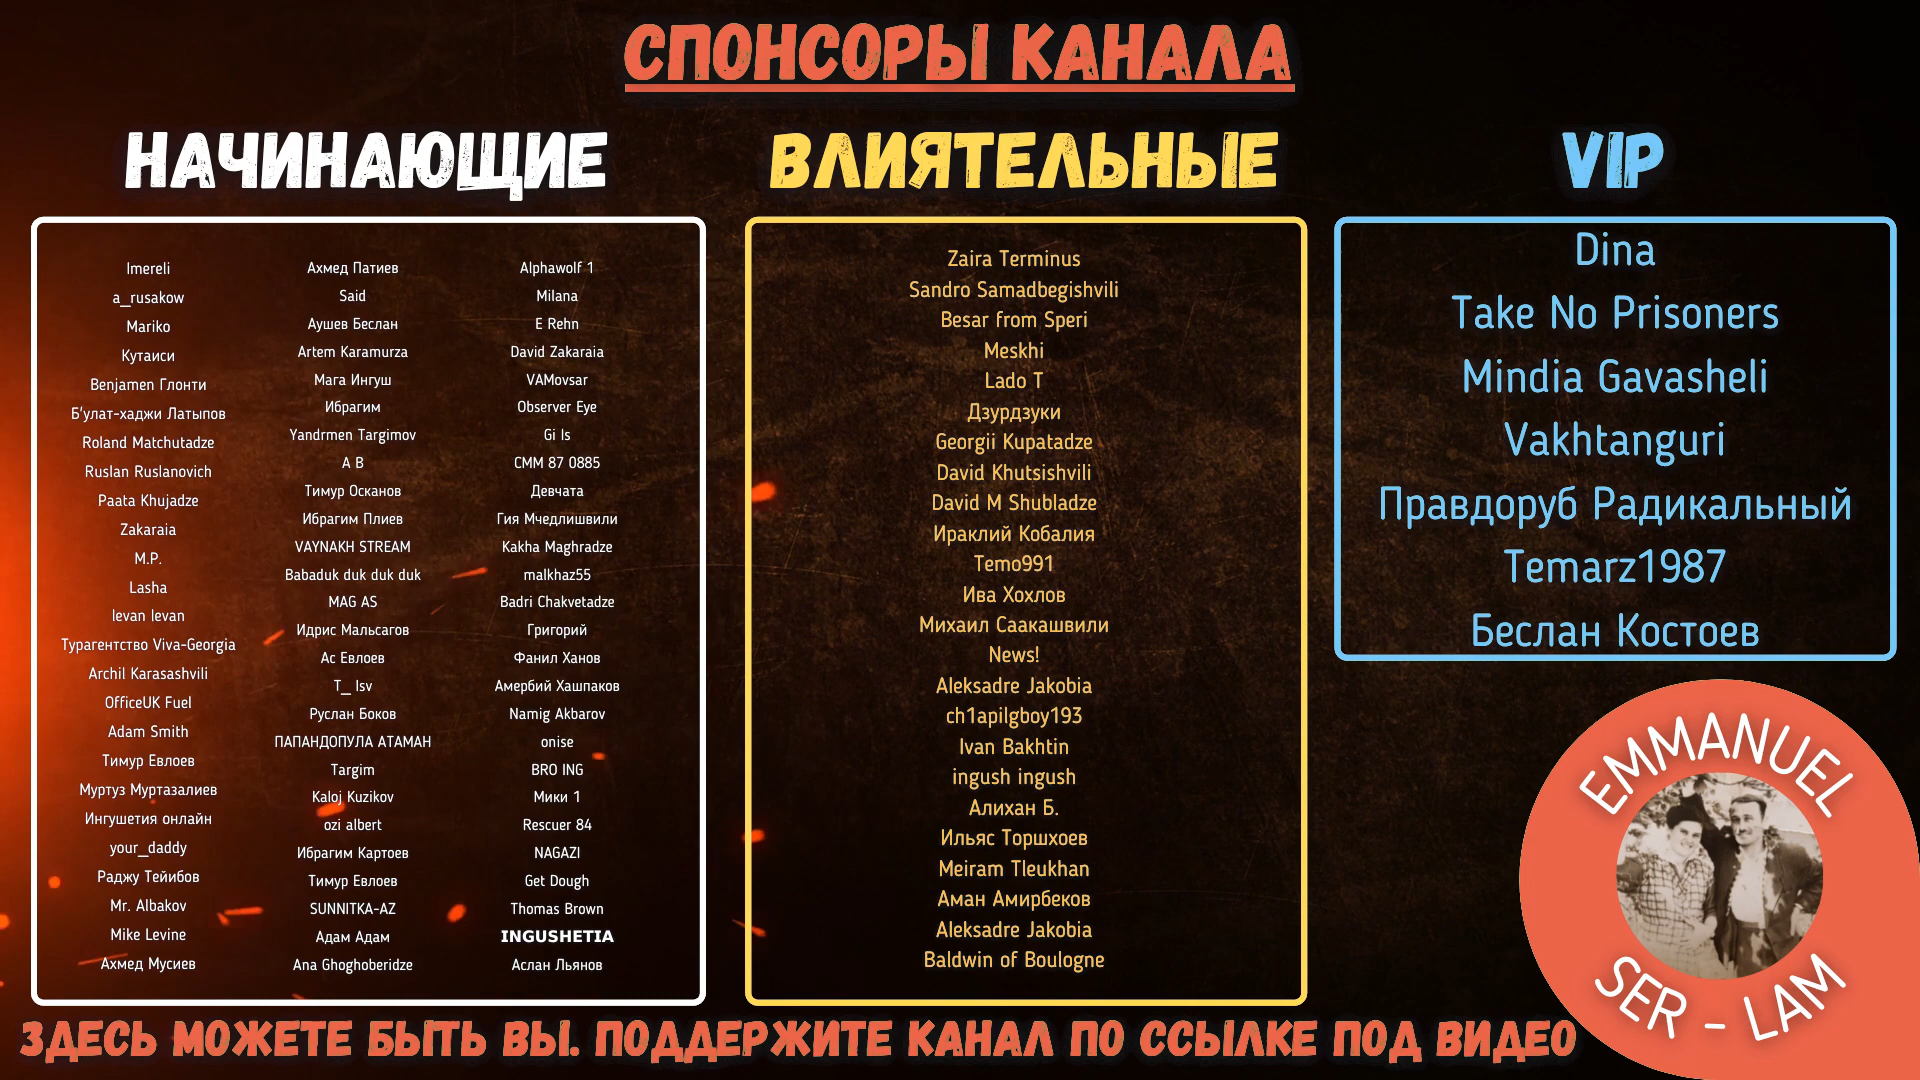 СПОНСОРЫ КАНАЛА
НАЧИНАЮЩИЕ
Imereli
a_rusakow
Mariko
Кутаиси
Benjamen Глонти
Б'улат-хаджи Латыпов
Roland Matchutadze
Ruslan Ruslanovich
Paata Khujadze
Zakaraia
M.P.
Lasha
levan levan
Турагентство Viva-Georgia
Archil Karasashvili
OfficeUK Fuel
Adam Smith
Тимур Евлоев
Муртуз Муртазалиев
Ингушетия онлайн
your_daddy
Раджу Тейибов
Mr. Albakov
Mike Levine
Ахмед Мусиев
Ахмед Патиев
Said
Аушев Беслан
Artem Karamurza
Мага Ингуш
Ибрагим
Yandrmen Targimov
A B
Тимур Осканов
Ибрагим Плиев
VAYNAKH STREAM
Babaduk duk duk duk
MAG AS
Идрис Мальсагов
Ас Евлоев
T_ Isv
Руслан Боков
ПАПАНДОПУЛА АТАМАН
Targim
Kaloj Kuzikov
ozi albert
Ибрагим Картоев
Тимур Евлоев
SUNNITKA-AZ
Адам Адам
Ana Ghoghoberidze
Alphawolf 1
Milana
E Rehn
David Zakaraia
VAMovsar
Observer Eye
Gi Is
CMM 87 0885
Девчата
Гия Мчедлишвили
Kakha Maghradze
malkhaz55
Badri Chakvetadze
Григорий
Фанил Ханов
Амербий Хашпаков
Namig Akbarov
onise
BRO ING
Мики 1
Rescuer 84
NAGAZI
Get Dough
Thomas Brown
INGUSHETIA
Аслан Льянов
ВЛИЯТЕЛЬНЫЕ
Zaira Terminus
Sandro Samadbegishvili
Besar from Speri
Meskhi
Lado T
Дзурдзуки
Georgii Kupatadze
David Khutsishvili
David M Shubladze
Ираклий Кобалия
Temo991
Ива Хохлов
Михаил Саакашвили
News!
Aleksadre Jakobia
ch1apilgboy193
Ivan Bakhtin
ingush ingush
Алихан Б.
Ильяс Торшхоев
Meiram Tleukhan
Аман Амирбеков
Aleksadre Jakobia
Baldwin of Boulogne
VIP
Dina
Take No Prisoners
Mindia Gavasheli
Vakhtanguri
Правдоруб Радикальный
Temarz1987
Беслан Костоев
EMMANUEL
SER - LAM
ЗДЕСЬ МОЖЕТЕ БЫТЬ ВЫ. ПОДДЕРЖИТЕ КАНАЛ ПО ССЫЛКЕ ПОД ВИДЕО